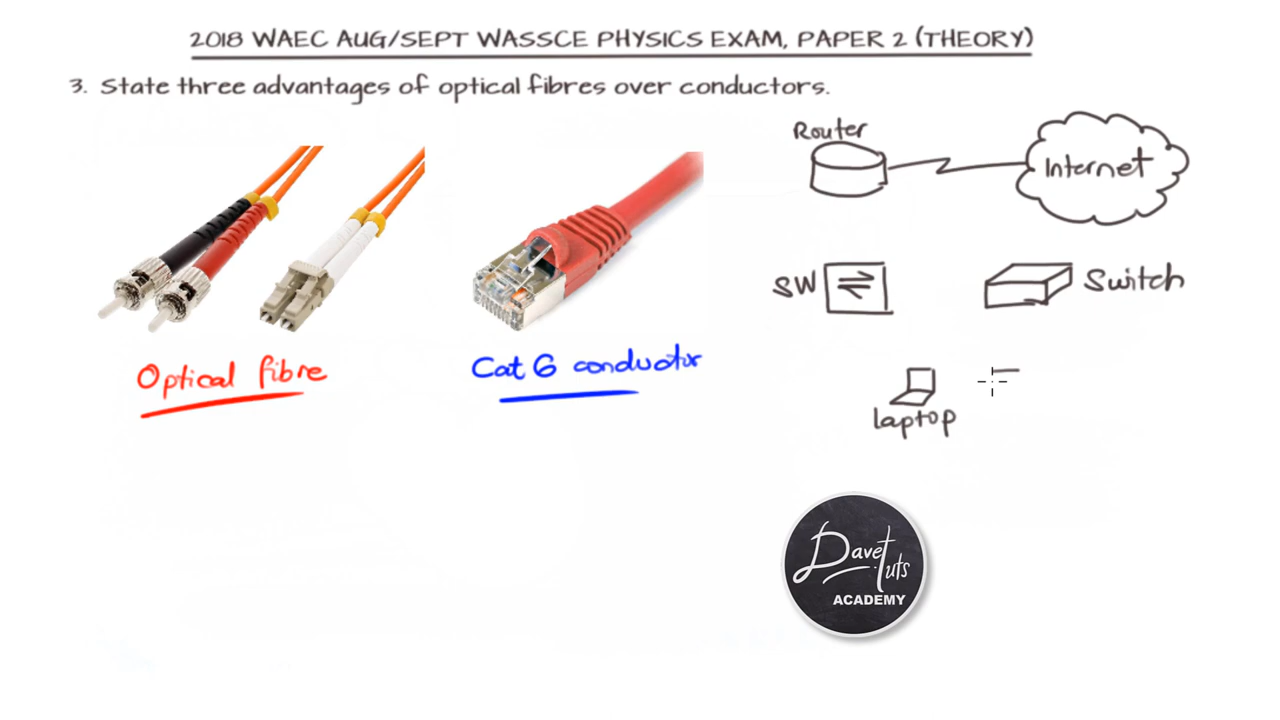 2018 WAEC AUG/SEPT WASSCE PHYSICS EXAM, PAPER 2 (THEORY)
3. State three advantages of optical fibres over conductors.
Router
Internet
SW
Switch
Optical fibre
Cat 6 conductor
laptop
Dave Tuts
ACADEMY